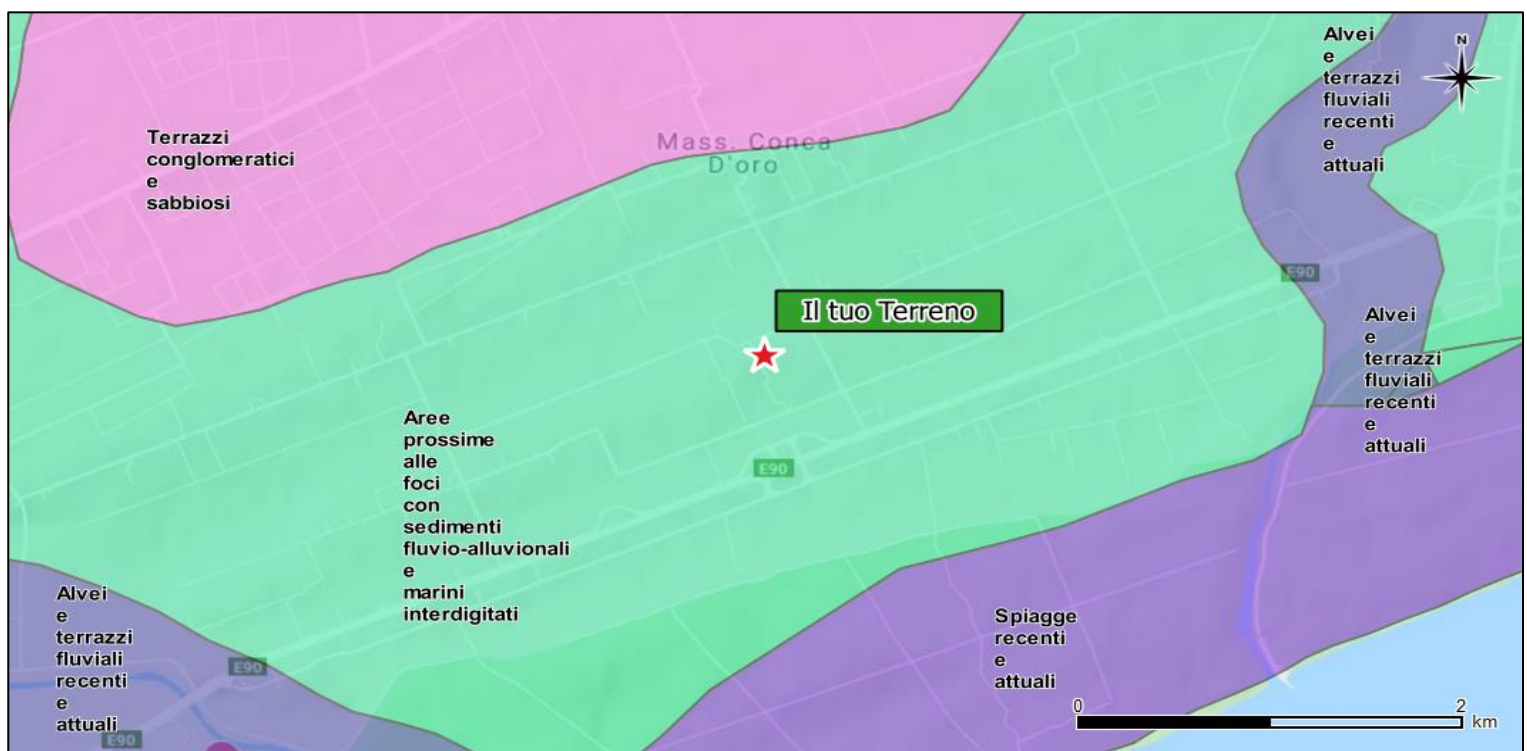 Alvei
e
terrazzi
fluviali
recenti
e
attuali
N
Terrazzi
conglomeratici
e
sabbiosi
Mass. Conca
D'oro
E90
Il tuo Terreno
Alvei
e
terrazzi
fluviali
recenti
e
attuali
Aree
prossime
alle
foci
con
sedimenti
fluvio-alluvionali
e
marini
interdigitati
E90
Alvei
e
terrazzi
fluviali
recenti
e
attuali
E90
E90
Spiagge
recenti
e
attuali
0
2
km